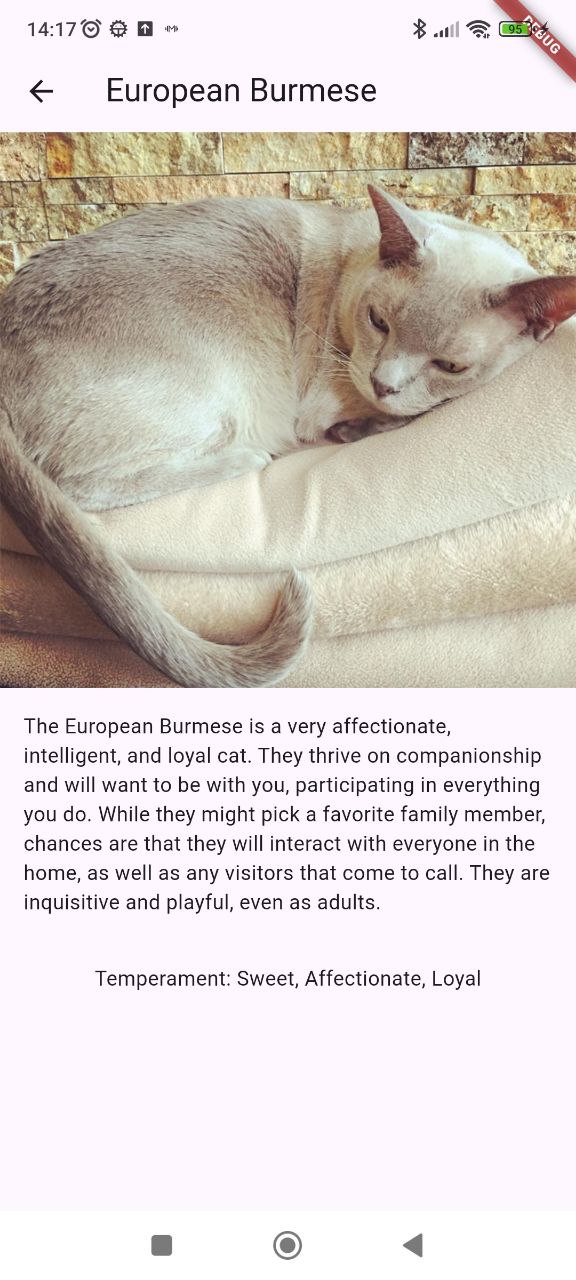 14:17
95
DEBUG
European Burmese
The European Burmese is a very affectionate,
intelligent, and loyal cat. They thrive on companionship
and will want to be with you, participating in everything
you do. While they might pick a favorite family member,
chances are that they will interact with everyone in the
home, as well as any visitors that come to call. They are
inquisitive and playful, even as adults.
Temperament: Sweet, Affectionate, Loyal